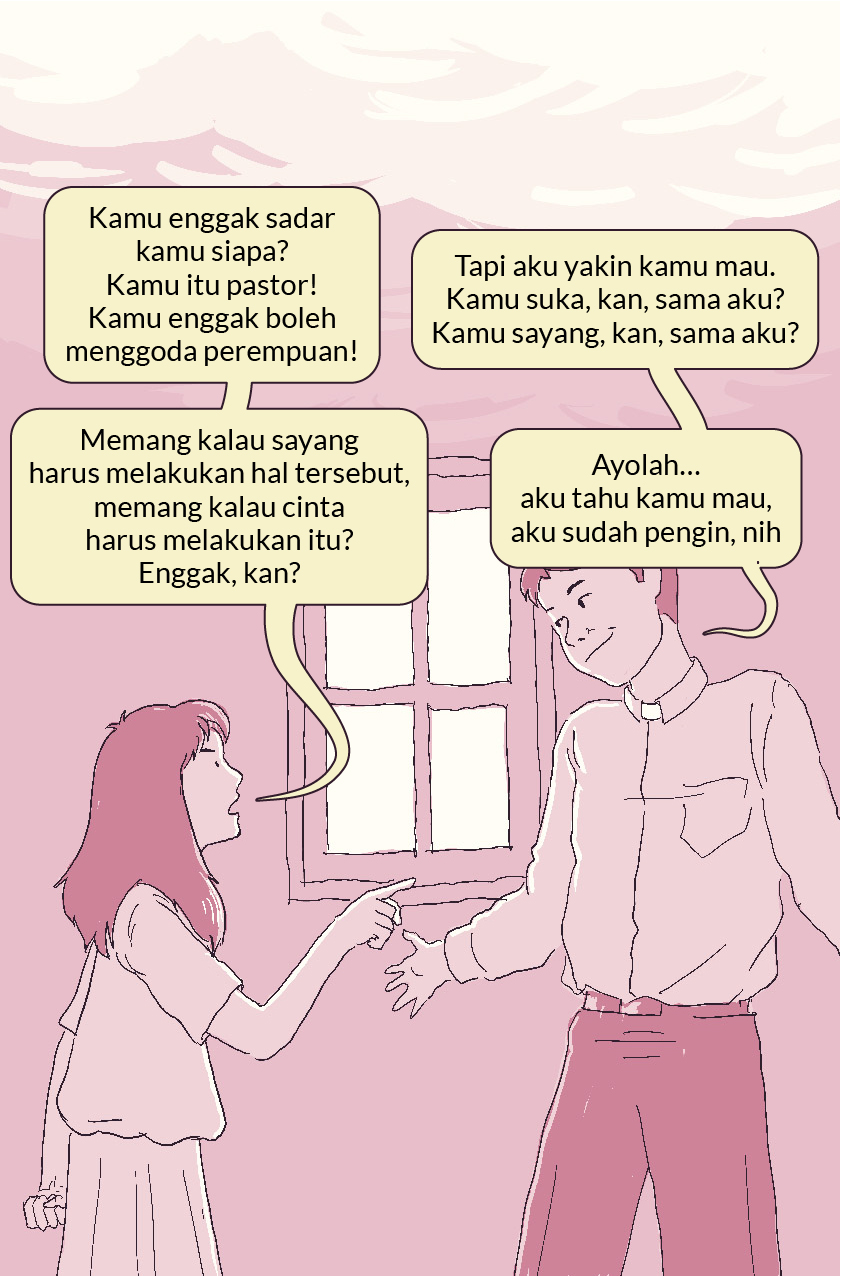 Kamu enggak sadar
kamu siapa?
Kamu itu pastor!
Kamu enggak boleh
menggoda perempuan!
Tapi aku yakin kamu mau.
Kamu suka, kan, sama aku?
Kamu sayang, kan, sama aku?
Memang kalau sayang
harus melakukan hal tersebut,
memang kalau cinta
harus melakukan itu?
Enggak, kan?
Ayolah...
aku tahu kamu mau,
aku sudah pengin, nih